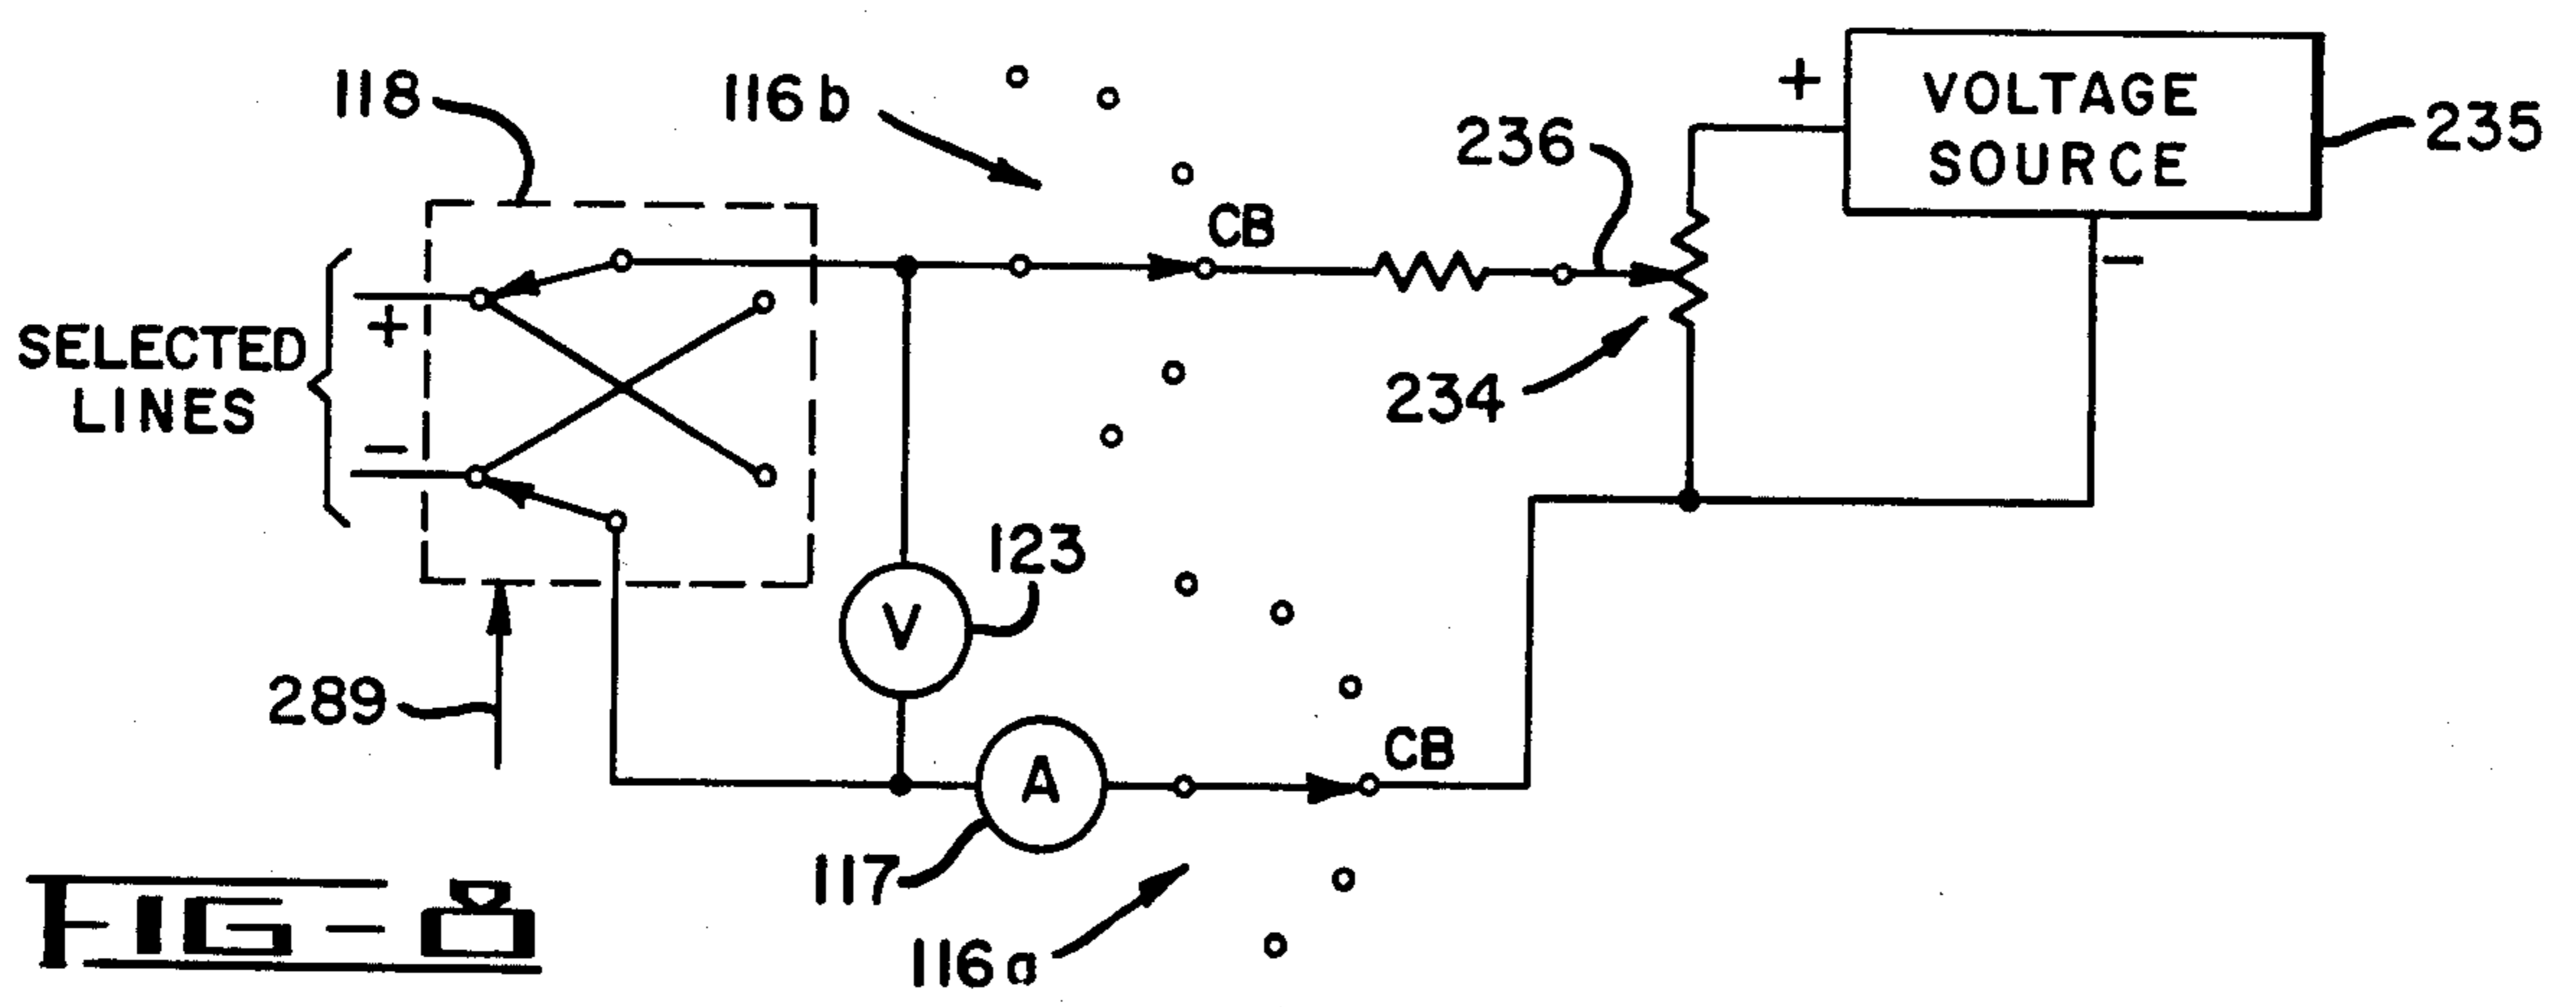 118
116b
+
VOLTAGE
SOURCE
235
236
CB
−
+
SELECTED
LINES
−
234
123
V
289
CB
A
117
116a
FIG-8